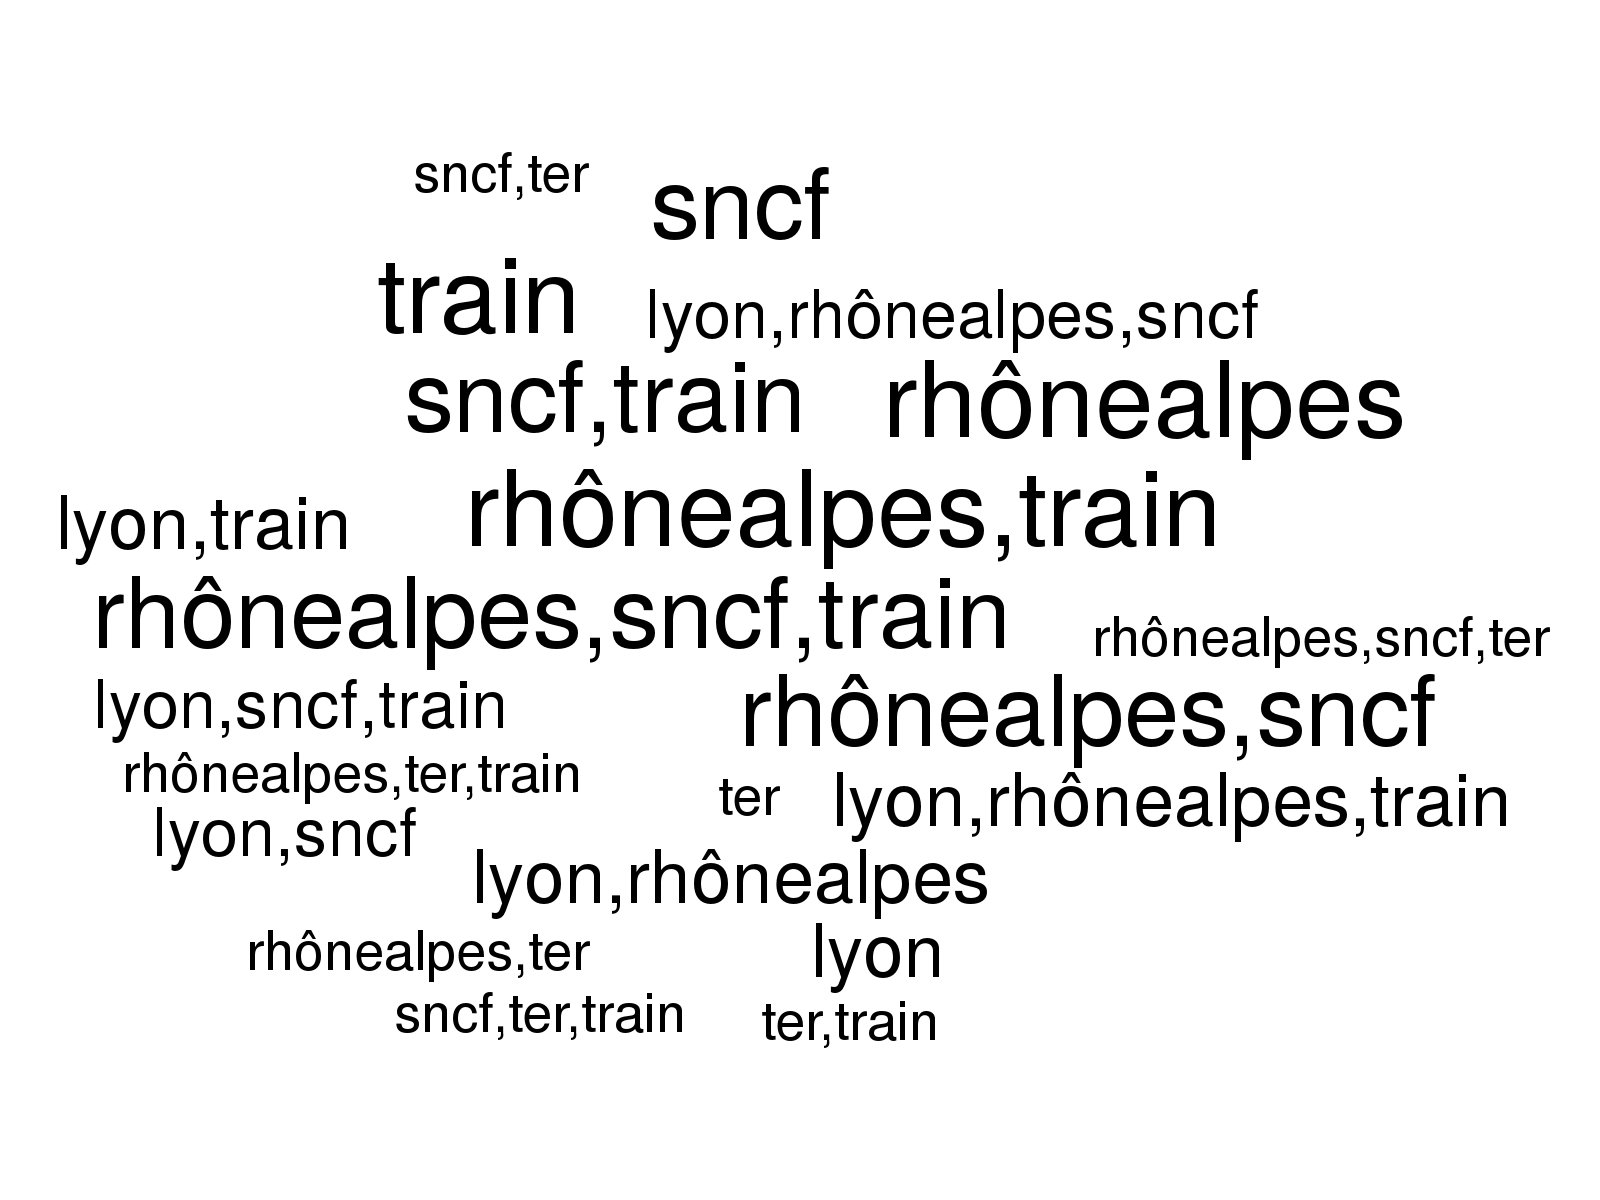 sncf,ter
sncf
train
lyon,rhônealpes,sncf
sncf,train
rhônealpes
rhônealpes,train
lyon,train
rhônealpes,sncf,train
rhônealpes,sncf,ter
lyon,sncf,train
rhônealpes,sncf
rhônealpes,ter,train
ter
lyon,rhônealpes,train
lyon,sncf
lyon,rhônealpes
rhônealpes,ter
lyon
sncf,ter,train
ter,train